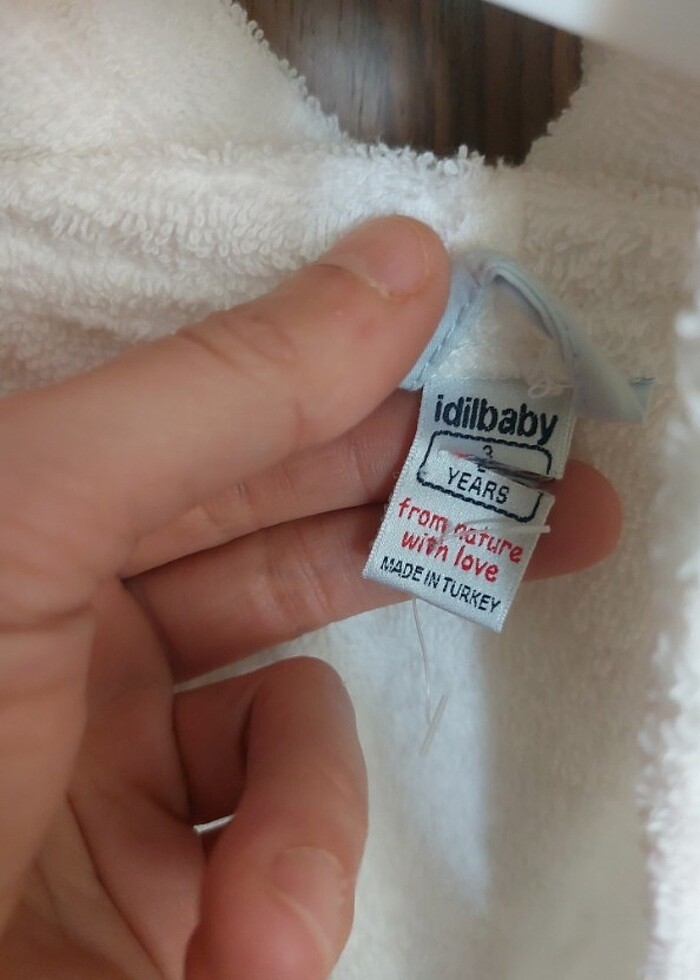 idilbaby
3
YEARS
from nature
with love
MADE IN TURKEY